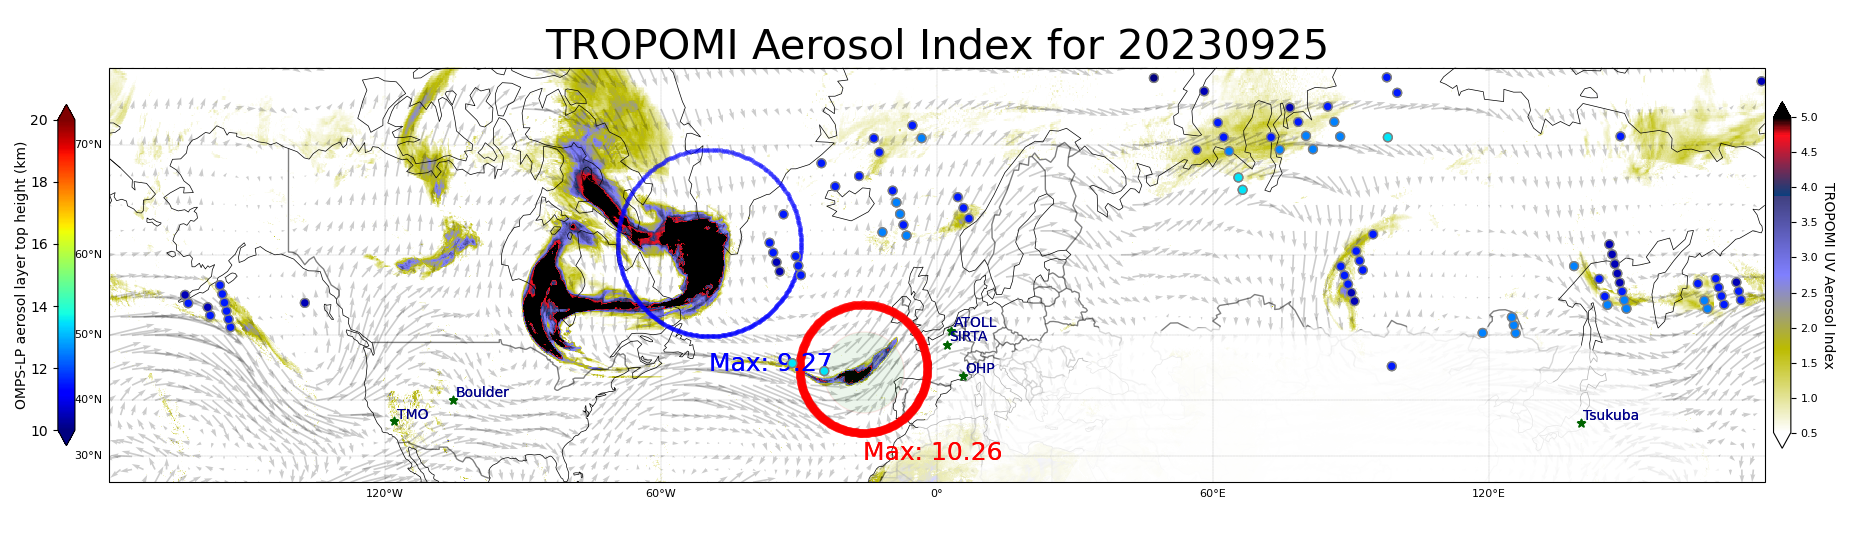 TROPOMI Aerosol Index for 20230925
OMPS-LP aerosol layer top height (km)
20
18
16
14
12
10
70°N
60°N
50°N
40°N
30°N
120°W
60°W
0°
60°E
120°E
ATOLL
SIRTA
OHP
Boulder
TMO
Tsukuba
Max: 9.27
Max: 10.26
5.0
4.5
4.0
3.5
3.0
2.5
2.0
1.5
1.0
0.5
TROPOMI UV Aerosol Index